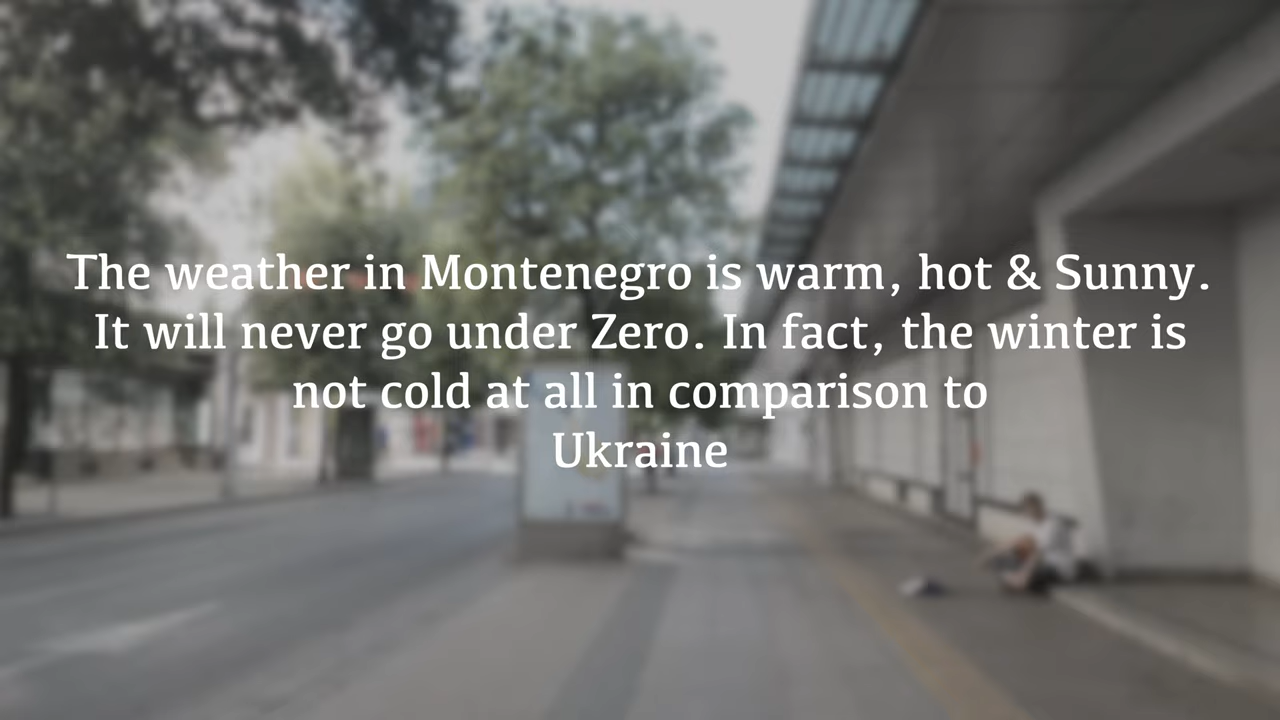 The weather in Montenegro is warm, hot & Sunny.
It will never go under Zero. In fact, the winter is
not cold at all in comparison to
Ukraine